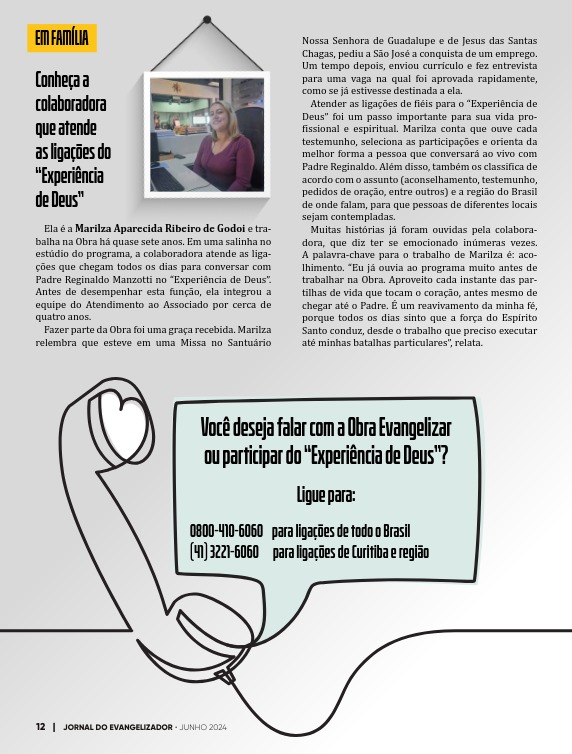 EM FAMÍLIA
Conheça a
colaboradora
que atende
as ligações do
“Experiência
de Deus”
Ela é a Marilza Aparecida Ribeiro de Godoi e tra-
balha na Obra há quase sete anos. Em uma salinha no
estúdio do programa, a colaboradora atende as liga-
ções que chegam todos os dias para conversar com
Padre Reginaldo Manzotti no “Experiência de Deus”.
Antes de desempenhar esta função, ela integrou a
equipe do Atendimento ao Associado por cerca de
quatro anos.
Fazer parte da Obra foi uma graça recebida. Marilza
relembra que esteve em uma Missa no Santuário
Nossa Senhora de Guadalupe e de Jesus das Santas
Chagas, pediu a São José a conquista de um emprego.
Um tempo depois, enviou currículo e fez entrevista
para uma vaga na qual foi aprovada rapidamente,
como se já estivesse destinada a ela.
Atender as ligações de fiéis para o “Experiência de
Deus” foi um passo importante para sua vida pro-
fissional e espiritual. Marilza conta que ouve cada
testemunho, seleciona as participações e orienta da
melhor forma a pessoa que conversará ao vivo com
Padre Reginaldo. Além disso, também os classifica de
acordo com o assunto (aconselhamento, testemunho,
pedidos de oração, entre outros) e a região do Brasil
de onde falam, para que pessoas de diferentes locais
sejam contempladas.
Muitas histórias já foram ouvidas pela colabora-
dora, que diz ter se emocionado inúmeras vezes.
A palavra-chave para o trabalho de Marilza é: aco-
lhimento. “Eu já ouvia ao programa muito antes de
trabalhar na Obra. Aproveito cada instante das par-
tilhas de vida que tocam o coração, antes mesmo de
chegar até o Padre. É um reavivamento da minha fé,
porque todos os dias sinto que a força do Espírito
Santo conduz, desde o trabalho que preciso executar
até minhas batalhas particulares”, relata.
Você deseja falar com a Obra Evangelizar
ou participar do “Experiência de Deus”?
Ligue para:
0800-410-6060 para ligações de todo o Brasil
(41) 3221-6060 para ligações de Curitiba e região
12 | JORNAL DO EVANGELIZADOR • JUNHO 2024